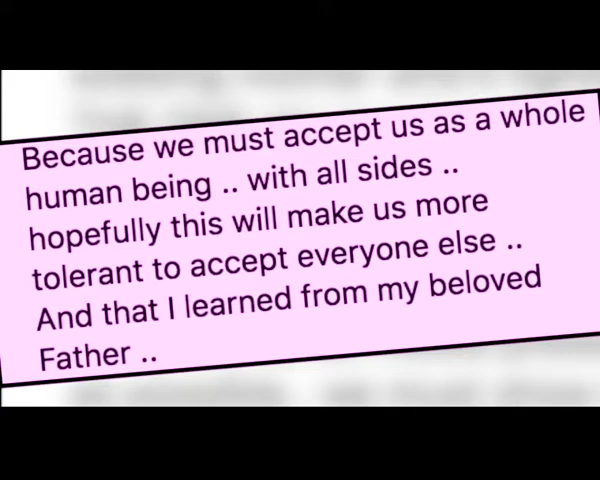 Because we must accept us as a whole
human being .. with all sides ..
hopefully this will make us more
tolerant to accept everyone else ..
And that I learned from my beloved
Father ..